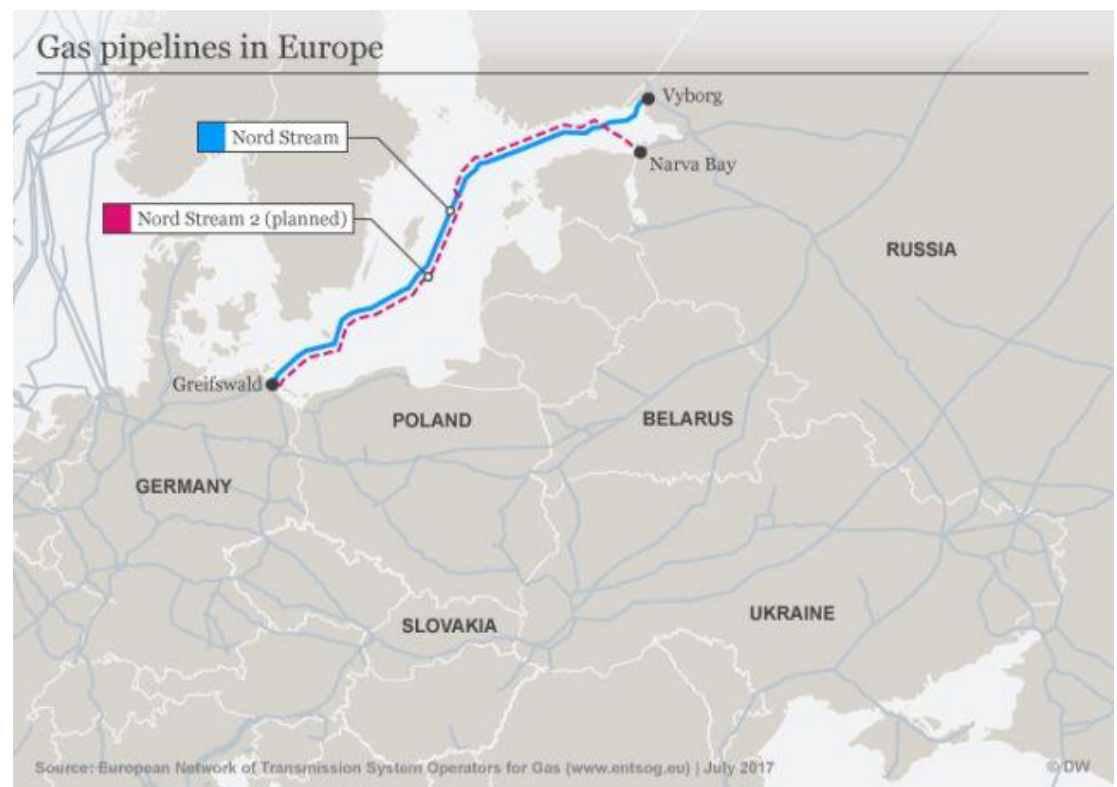 Gas pipelines in Europe
Vyborg
Nord Stream
Narva Bay
Nord Stream 2 (planned)
RUSSIA
Greifswald
POLAND
BELARUS
GERMANY
UKRAINE
SLOVAKIA
Source: European Network of Transmission System Operators for Gas (www.entsog.eu) | July 2017
© DW